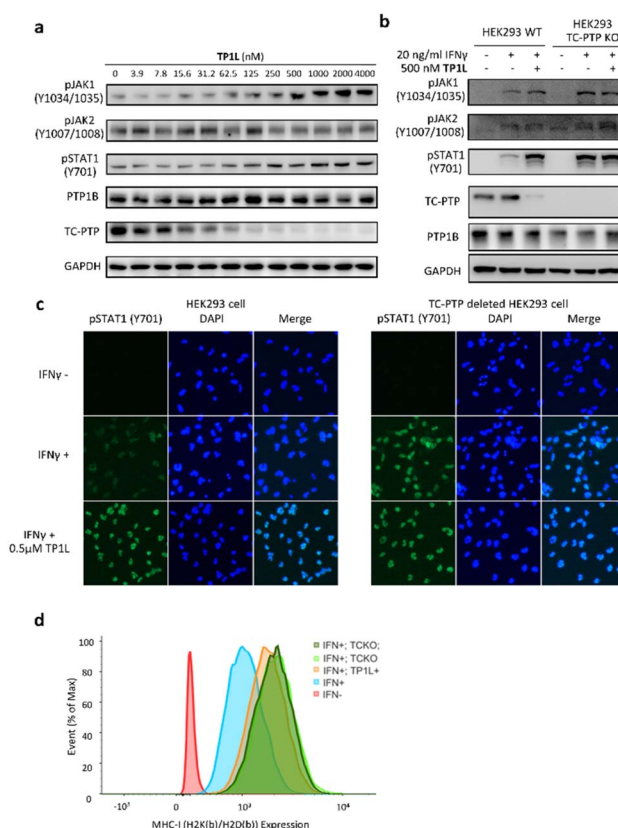 a
TP1L (nM)
0 3.9 7.8 15.6 31.2 62.5 125 250 500 1000 2000 4000
pJAK1
(Y1034/1035)
pJAK2
(Y1007/1008)
pSTAT1
(Y701)
PTP1B
TC-PTP
GAPDH
b
HEK293 WT
HEK293
TC-PTP KO
20 ng/ml IFNγ - + + - + +
500 nM TP1L - - + - - +
pJAK1
(Y1034/1035)
pJAK2
(Y1007/1008)
pSTAT1
(Y701)
TC-PTP
PTP1B
GAPDH
c
HEK293 cell
pSTAT1 (Y701) DAPI Merge
TC-PTP deleted HEK293 cell
pSTAT1 (Y701) DAPI Merge
IFNγ -
IFNγ +
IFNγ +
0.5μM TP1L
d
Event (% of Max)
100
80
60
40
20
0
-10³ 0 10³ 10⁴
MHC-I (H2K(b)/H2D(b)) Expression
IFN+; TCKO;
IFN+; TCKO
IFN+; TP1L+
IFN+
IFN-